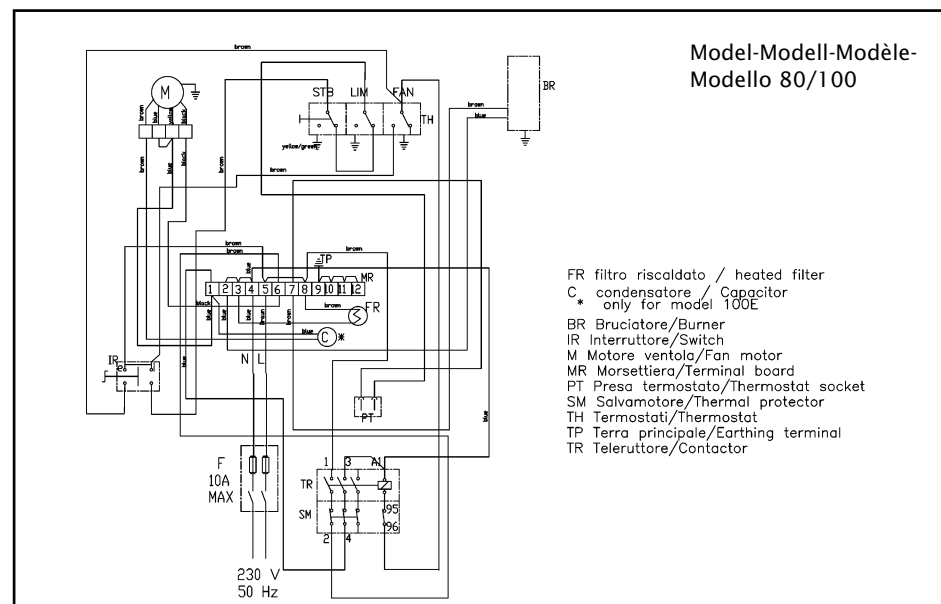 Model-Modell-Modèle-
Modello 80/100
brown
M
brown
blue
yellow
black
STB LIM FAN
TH
BR
brown
blue
yellow/green
brown
brown
blue
black
brown
brown
brown
blue
TP
brown
MR
1 2 3 4 5 6 7 8 9 10 11 12
black
brown
FR
blue
blue
blue
Brown
brown
blue
C *
N L
IR
blue
PT
blue
F
10A
MAX
1 3 A1
TR
SM
95
96
2 4
230 V
50 Hz
FR filtro riscaldato / heated filter
C condensatore / Capacitor
* only for model 100E
BR Bruciatore/Burner
IR Interruttore/Switch
M Motore ventola/Fan motor
MR Morsettiera/Terminal board
PT Presa termostato/Thermostat socket
SM Salvamotore/Thermal protector
TH Termostati/Thermostat
TP Terra principale/Earthing terminal
TR Teleruttore/Contactor